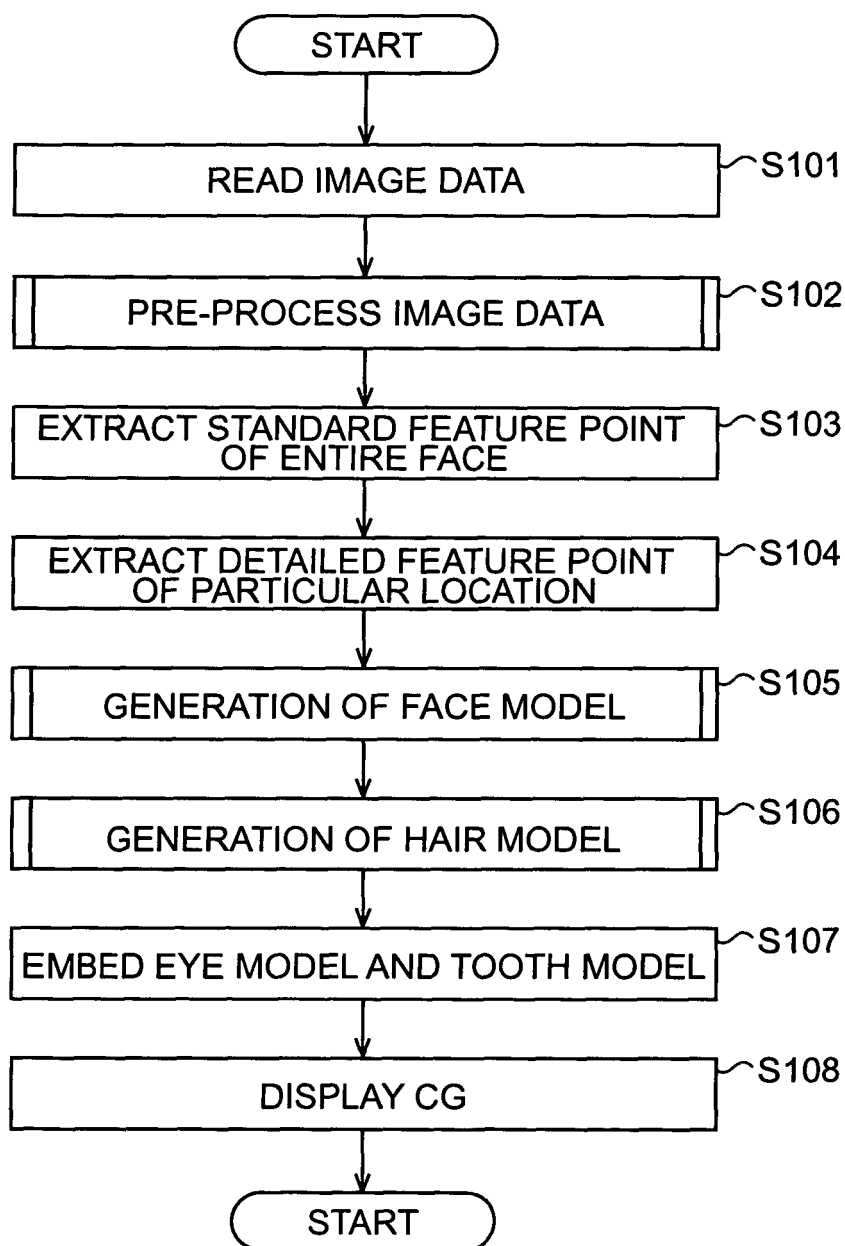 START
READ IMAGE DATA
S101
PRE-PROCESS IMAGE DATA
S102
EXTRACT STANDARD FEATURE POINT
OF ENTIRE FACE
S103
EXTRACT DETAILED FEATURE POINT
OF PARTICULAR LOCATION
S104
GENERATION OF FACE MODEL
S105
GENERATION OF HAIR MODEL
S106
EMBED EYE MODEL AND TOOTH MODEL
S107
DISPLAY CG
S108
START